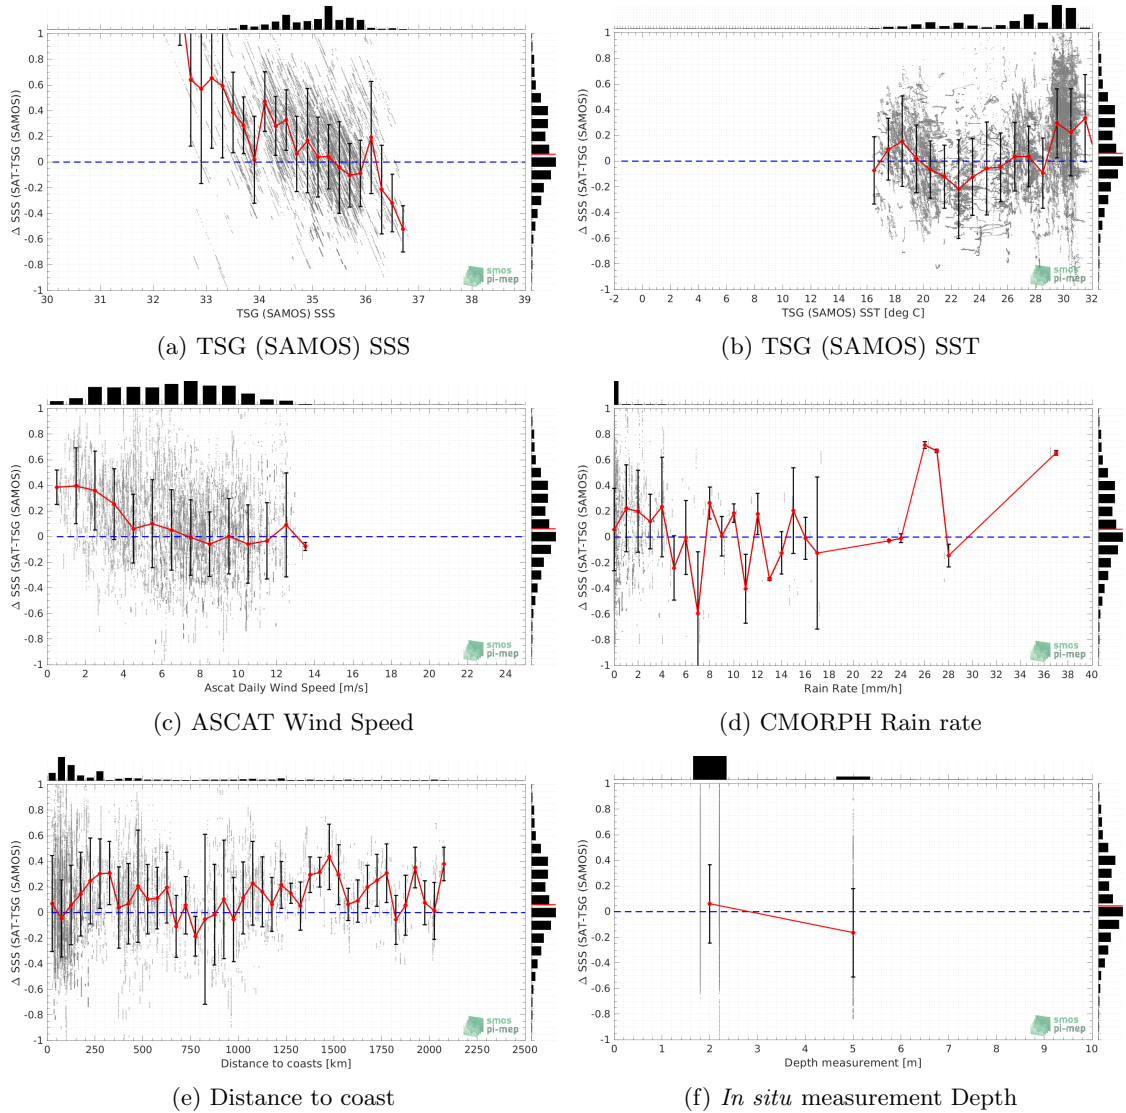 1
0.8
0.6
0.4
0.2
0
-0.2
-0.4
-0.6
-0.8
-1
Δ SSS (SAT-TSG (SAMOS))
30 31 32 33 34 35 36 37 38 39
TSG (SAMOS) SSS
smos
pi-mep
(a) TSG (SAMOS) SSS
1
0.8
0.6
0.4
0.2
0
-0.2
-0.4
-0.6
-0.8
-1
Δ SSS (SAT-TSG (SAMOS))
-2 0 2 4 6 8 10 12 14 16 18 20 22 24 26 28 30 32
TSG (SAMOS) SST [deg C]
smos
pi-mep
(b) TSG (SAMOS) SST
1
0.8
0.6
0.4
0.2
0
-0.2
-0.4
-0.6
-0.8
-1
Δ SSS (SAT-TSG (SAMOS))
0 2 4 6 8 10 12 14 16 18 20 22 24
Ascat Daily Wind Speed [m/s]
smos
pi-mep
(c) ASCAT Wind Speed
1
0.8
0.6
0.4
0.2
0
-0.2
-0.4
-0.6
-0.8
-1
Δ SSS (SAT-TSG (SAMOS))
0 2 4 6 8 10 12 14 16 18 20 22 24 26 28 30 32 34 36 38 40
Rain Rate [mm/h]
smos
pi-mep
(d) CMORPH Rain rate
1
0.8
0.6
0.4
0.2
0
-0.2
-0.4
-0.6
-0.8
-1
Δ SSS (SAT-TSG (SAMOS))
0 250 500 750 1000 1250 1500 1750 2000 2250 2500
Distance to coasts [km]
smos
pi-mep
(e) Distance to coast
1
0.8
0.6
0.4
0.2
0
-0.2
-0.4
-0.6
-0.8
-1
Δ SSS (SAT-TSG (SAMOS))
0 1 2 3 4 5 6 7 8 9 10
Depth measurement [m]
smos
pi-mep
(f) In situ measurement Depth